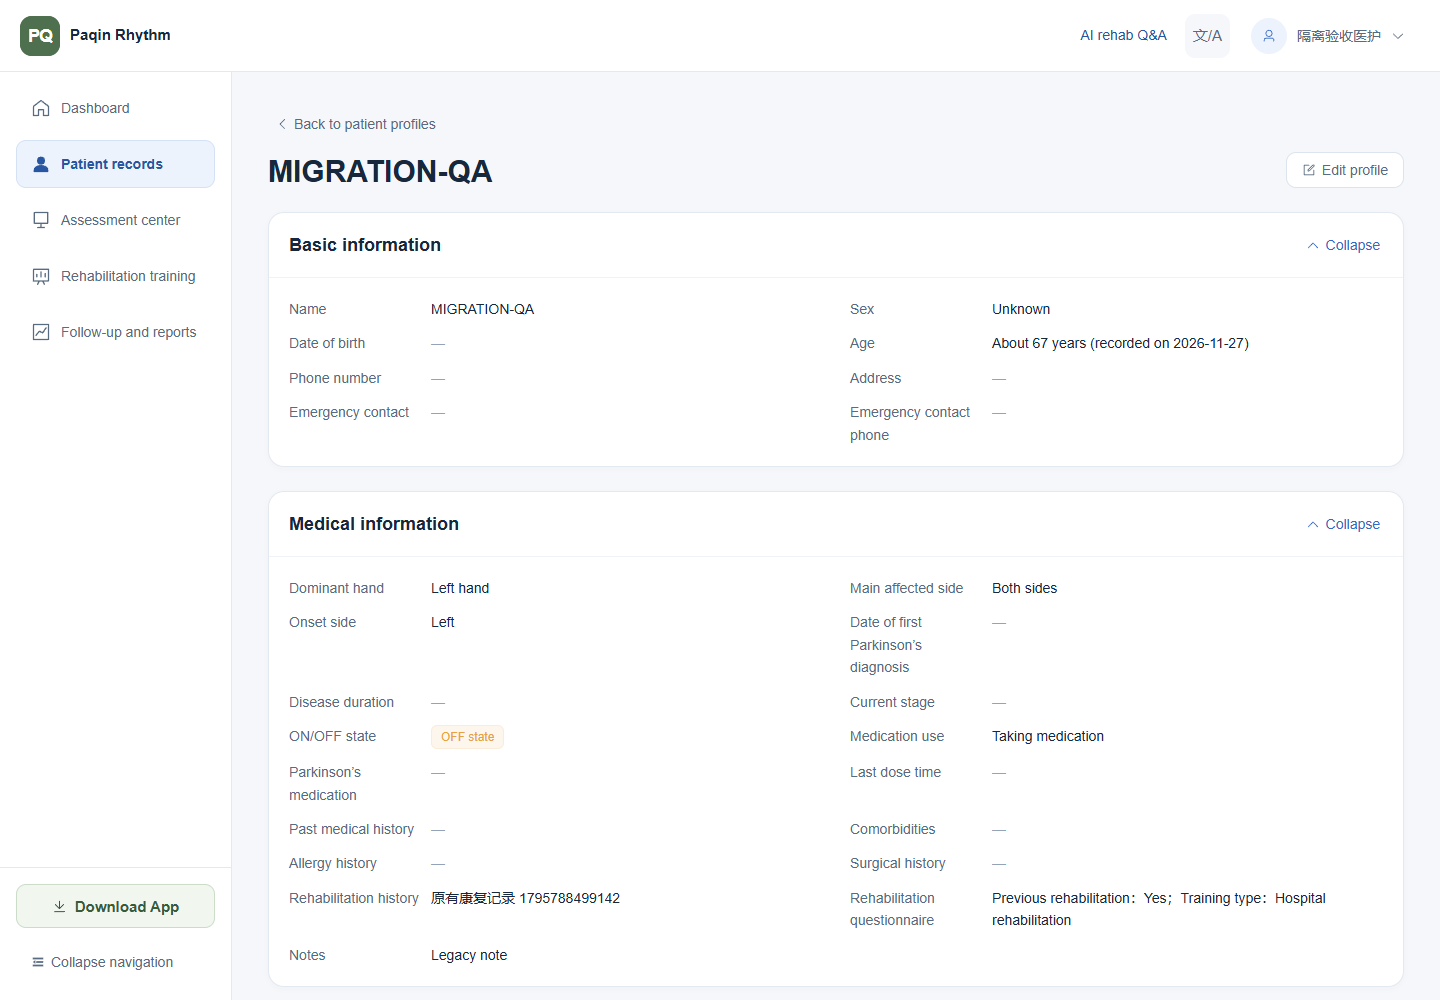 PQ Paqin Rhythm
AI rehab Q&A
文/A
隔离验收医护
Dashboard
Patient records
Assessment center
Rehabilitation training
Follow-up and reports
Download App
Collapse navigation
Back to patient profiles
MIGRATION-QA
Edit profile
Basic information
Collapse
Name MIGRATION-QA
Sex Unknown
Date of birth —
Age About 67 years (recorded on 2026-11-27)
Phone number —
Address —
Emergency contact —
Emergency contact
phone
—
Medical information
Collapse
Dominant hand Left hand
Main affected side Both sides
Onset side Left
Date of first
Parkinson’s
diagnosis
—
Disease duration —
Current stage —
ON/OFF state OFF state
Medication use Taking medication
Parkinson’s
medication
—
Last dose time —
Past medical history —
Comorbidities —
Allergy history —
Surgical history —
Rehabilitation history 原有康复记录 1795788499142
Rehabilitation
questionnaire
Previous rehabilitation：Yes；Training type：Hospital
rehabilitation
Notes Legacy note